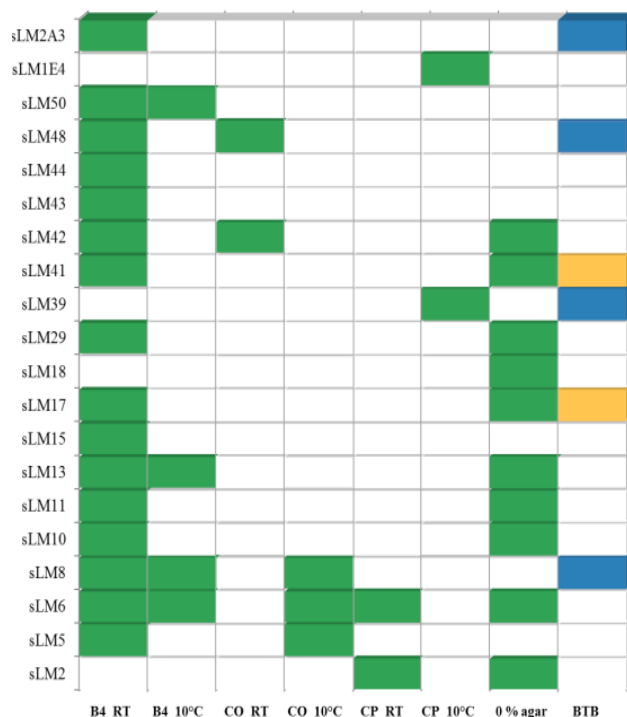 sLM2A3
sLM1E4
sLM50
sLM48
sLM44
sLM43
sLM42
sLM41
sLM39
sLM29
sLM18
sLM17
sLM15
sLM13
sLM11
sLM10
sLM8
sLM6
sLM5
sLM2
B4 RT B4 10°C CO RT CO 10°C CP RT CP 10°C 0 % agar BTB